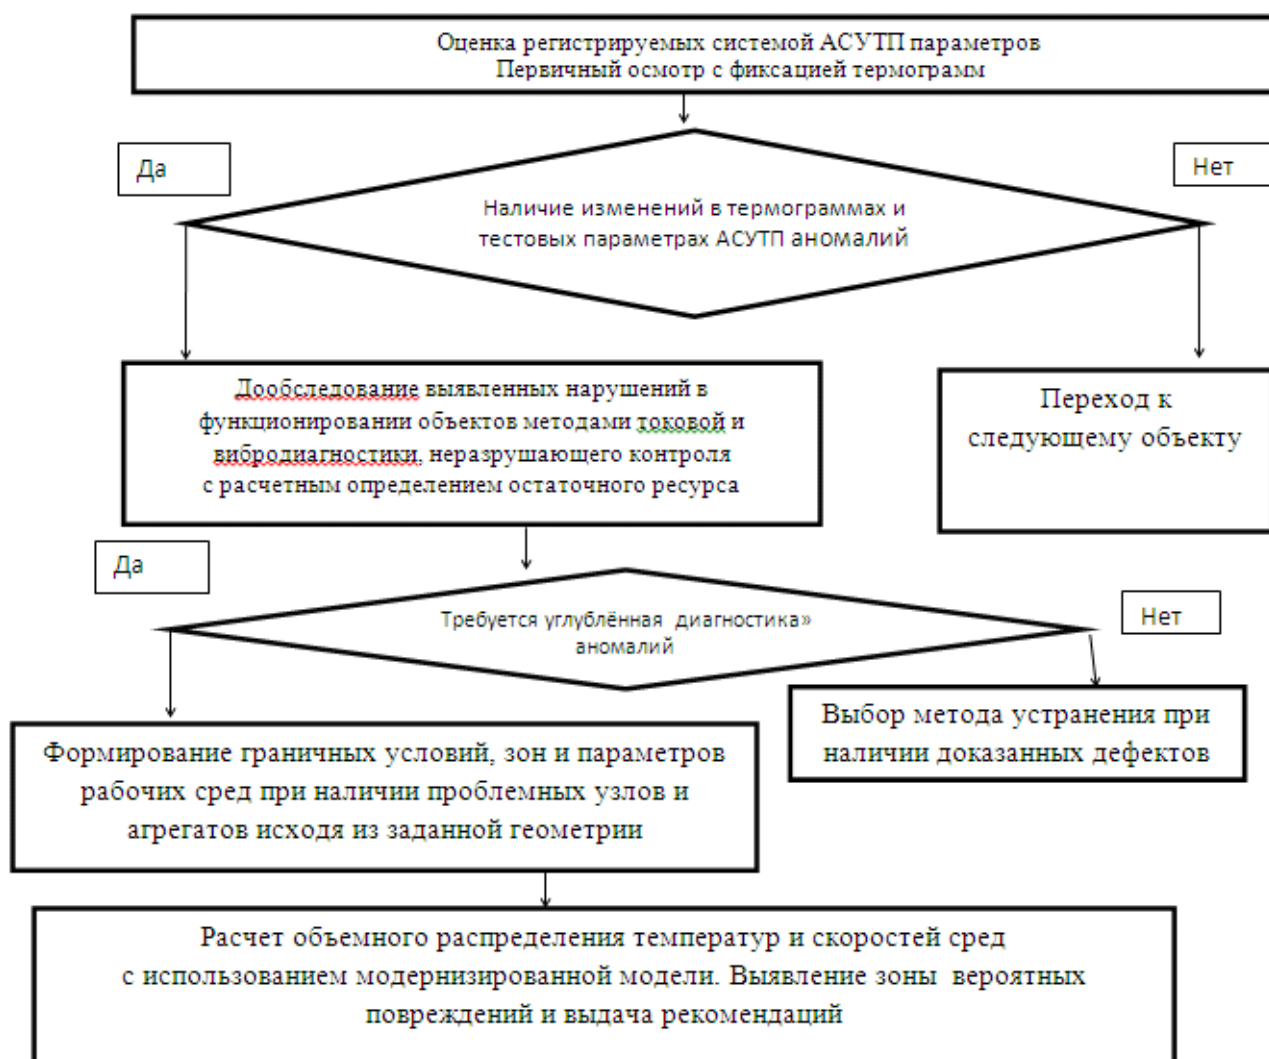 Оценка регистрируемых системой АСУТП параметров
Первичный осмотр с фиксацией термограмм
Да
Нет
Наличие изменений в термограммах и
тестовых параметрах АСУТП аномалий
Дообследование выявленных нарушений в
функционировании объектов методами токовой и
вибродиагностики, неразрушающего контроля
с расчетным определением остаточного ресурса
Переход к
следующему объекту
Да
Нет
Требуется углублённая диагностика»
аномалий
Выбор метода устранения при
наличии доказанных дефектов
Формирование граничных условий, зон и параметров
рабочих сред при наличии проблемных узлов и
агрегатов исходя из заданной геометрии
Расчет объемного распределения температур и скоростей сред
с использованием модернизированной модели. Выявление зоны вероятных
повреждений и выдача рекомендаций